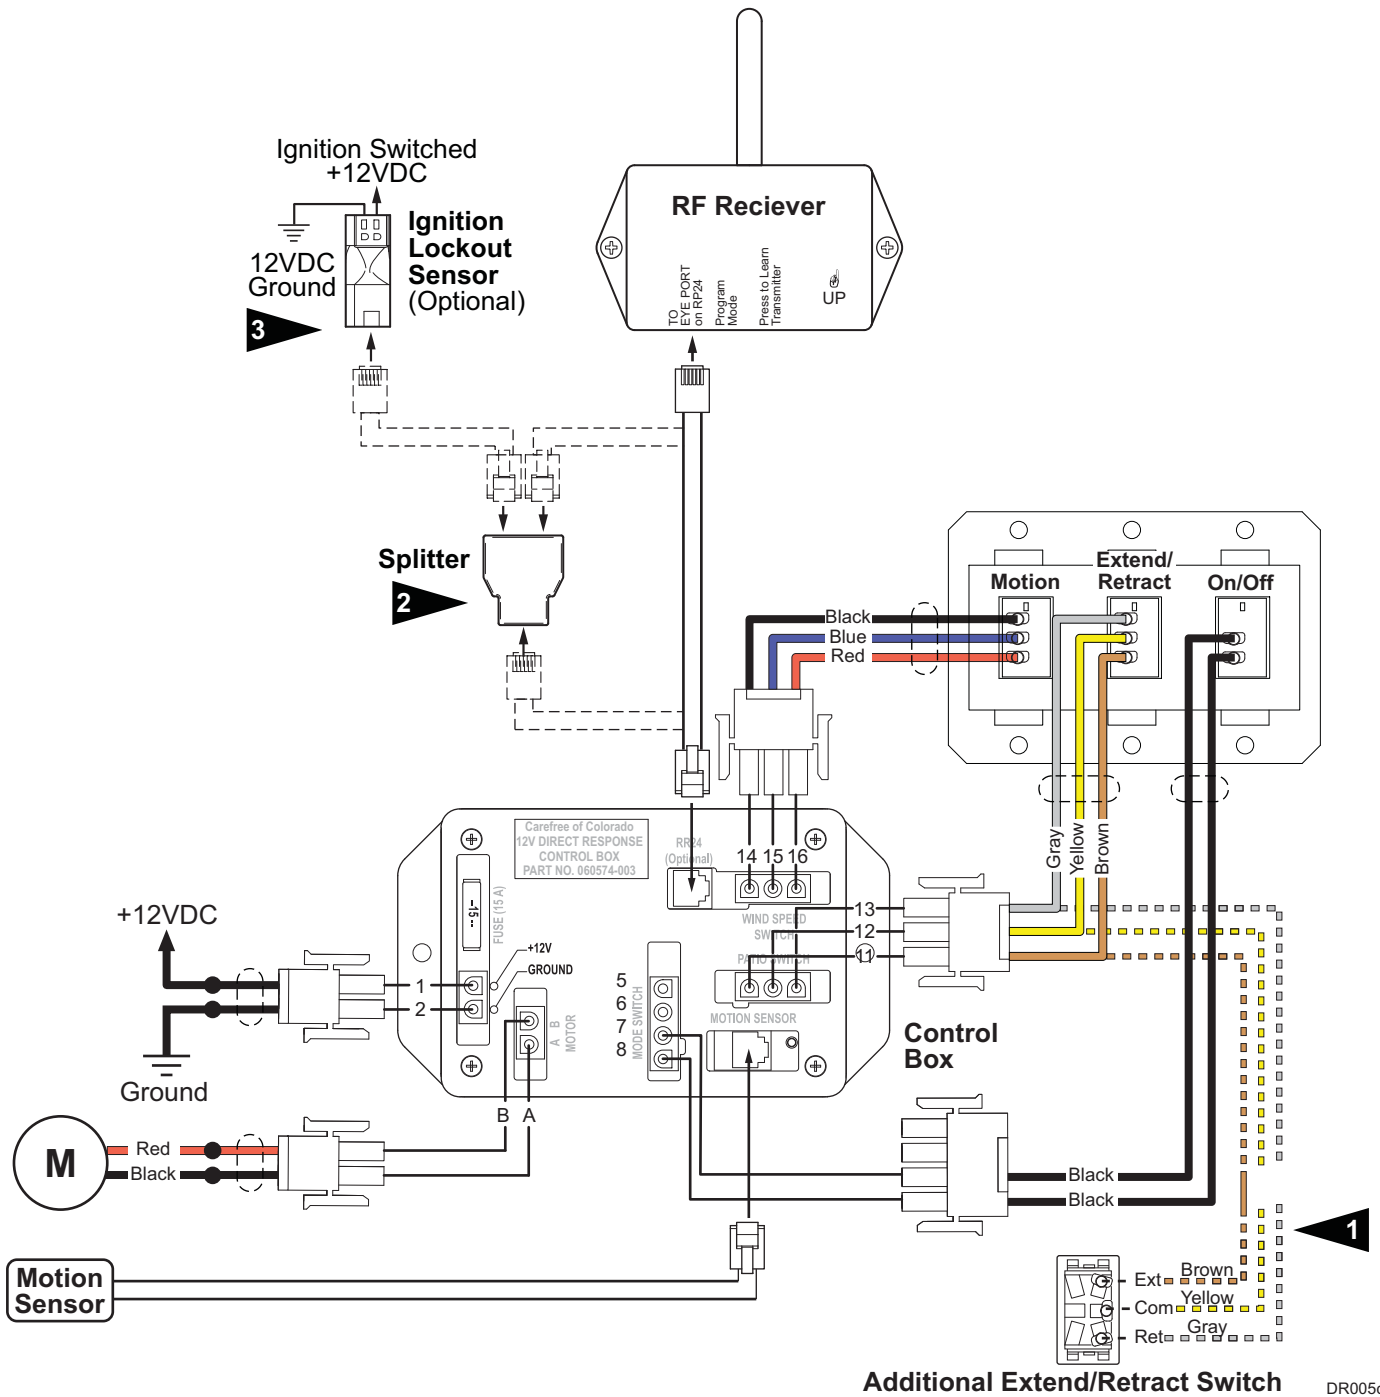 Ignition Switched
+12VDC
Ignition
Lockout
Sensor
(Optional)
12VDC
Ground
3
RF Reciever
TO
EYE PORT
on RP24
Program
Mode
Press to Learn
Transmitter
UP
Splitter
2
Motion
Extend/
Retract
On/Off
Black
Blue
Red
Gray
Yellow
Brown
Carefree of Colorado
12V DIRECT RESPONSE
CONTROL BOX
PART NO. 060574-003
RR24
(Optional)
14 15 16
WIND SPEED
SWITCH
13
12
11
PATIO SWITCH
FUSE (15 A)
-15--
+12V
GROUND
+12VDC
1
2
Ground
A B
MOTOR
5
6
7
8
MODE SWITCH
MOTION SENSOR
Control
Box
B A
M
Red
Black
Black
Black
1
Motion
Sensor
Ext
Brown
Com
Yellow
Ret
Gray
Additional Extend/Retract Switch